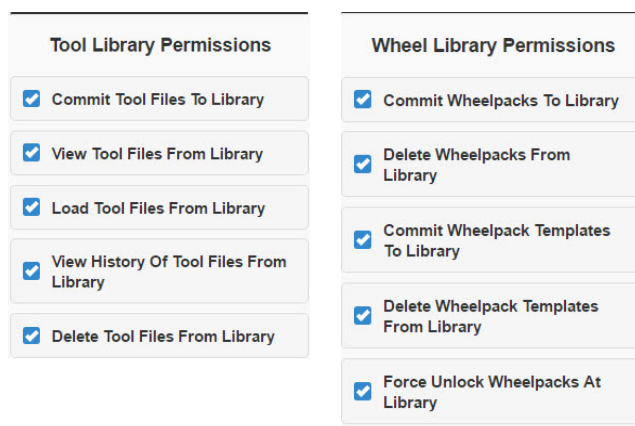 Tool Library Permissions
Commit Tool Files To Library
View Tool Files From Library
Load Tool Files From Library
View History Of Tool Files From
Library
Delete Tool Files From Library
Wheel Library Permissions
Commit Wheelpacks To Library
Delete Wheelpacks From
Library
Commit Wheelpack Templates
To Library
Delete Wheelpack Templates
From Library
Force Unlock Wheelpacks At
Library